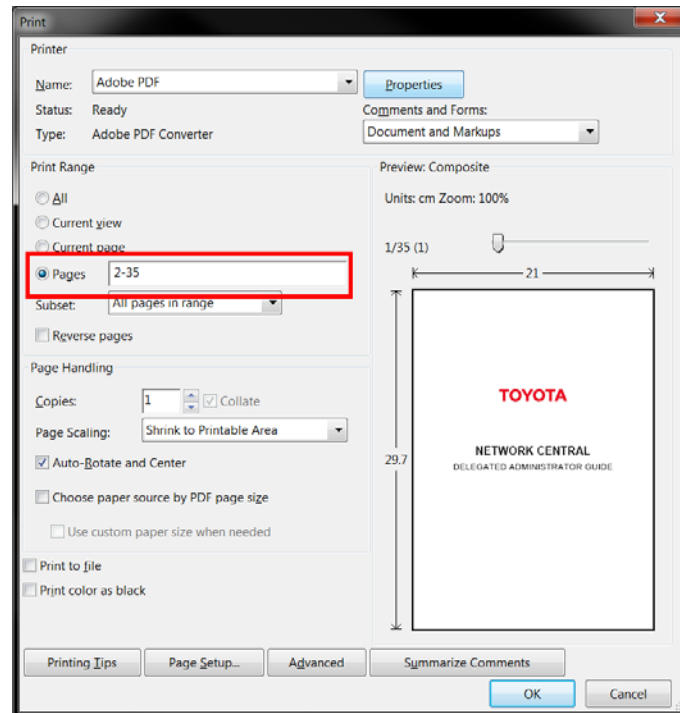 Print
Printer
Name: Adobe PDF Properties
Status: Ready Comments and Forms:
Type: Adobe PDF Converter Document and Markups
Print Range
All
Current view
Current page
Pages 2-35
Subset: All pages in range
Reverse pages
Page Handling
Copies: 1 Collate
Page Scaling: Shrink to Printable Area
Auto-Rotate and Center
Choose paper source by PDF page size
Use custom paper size when needed
Print to file
Print color as black
Preview: Composite
Units: cm Zoom: 100%
1/35 (1)
21
29.7
TOYOTA
NETWORK CENTRAL
DELEGATED ADMINISTRATOR GUIDE
Printing Tips Page Setup... Advanced Summarize Comments
OK Cancel